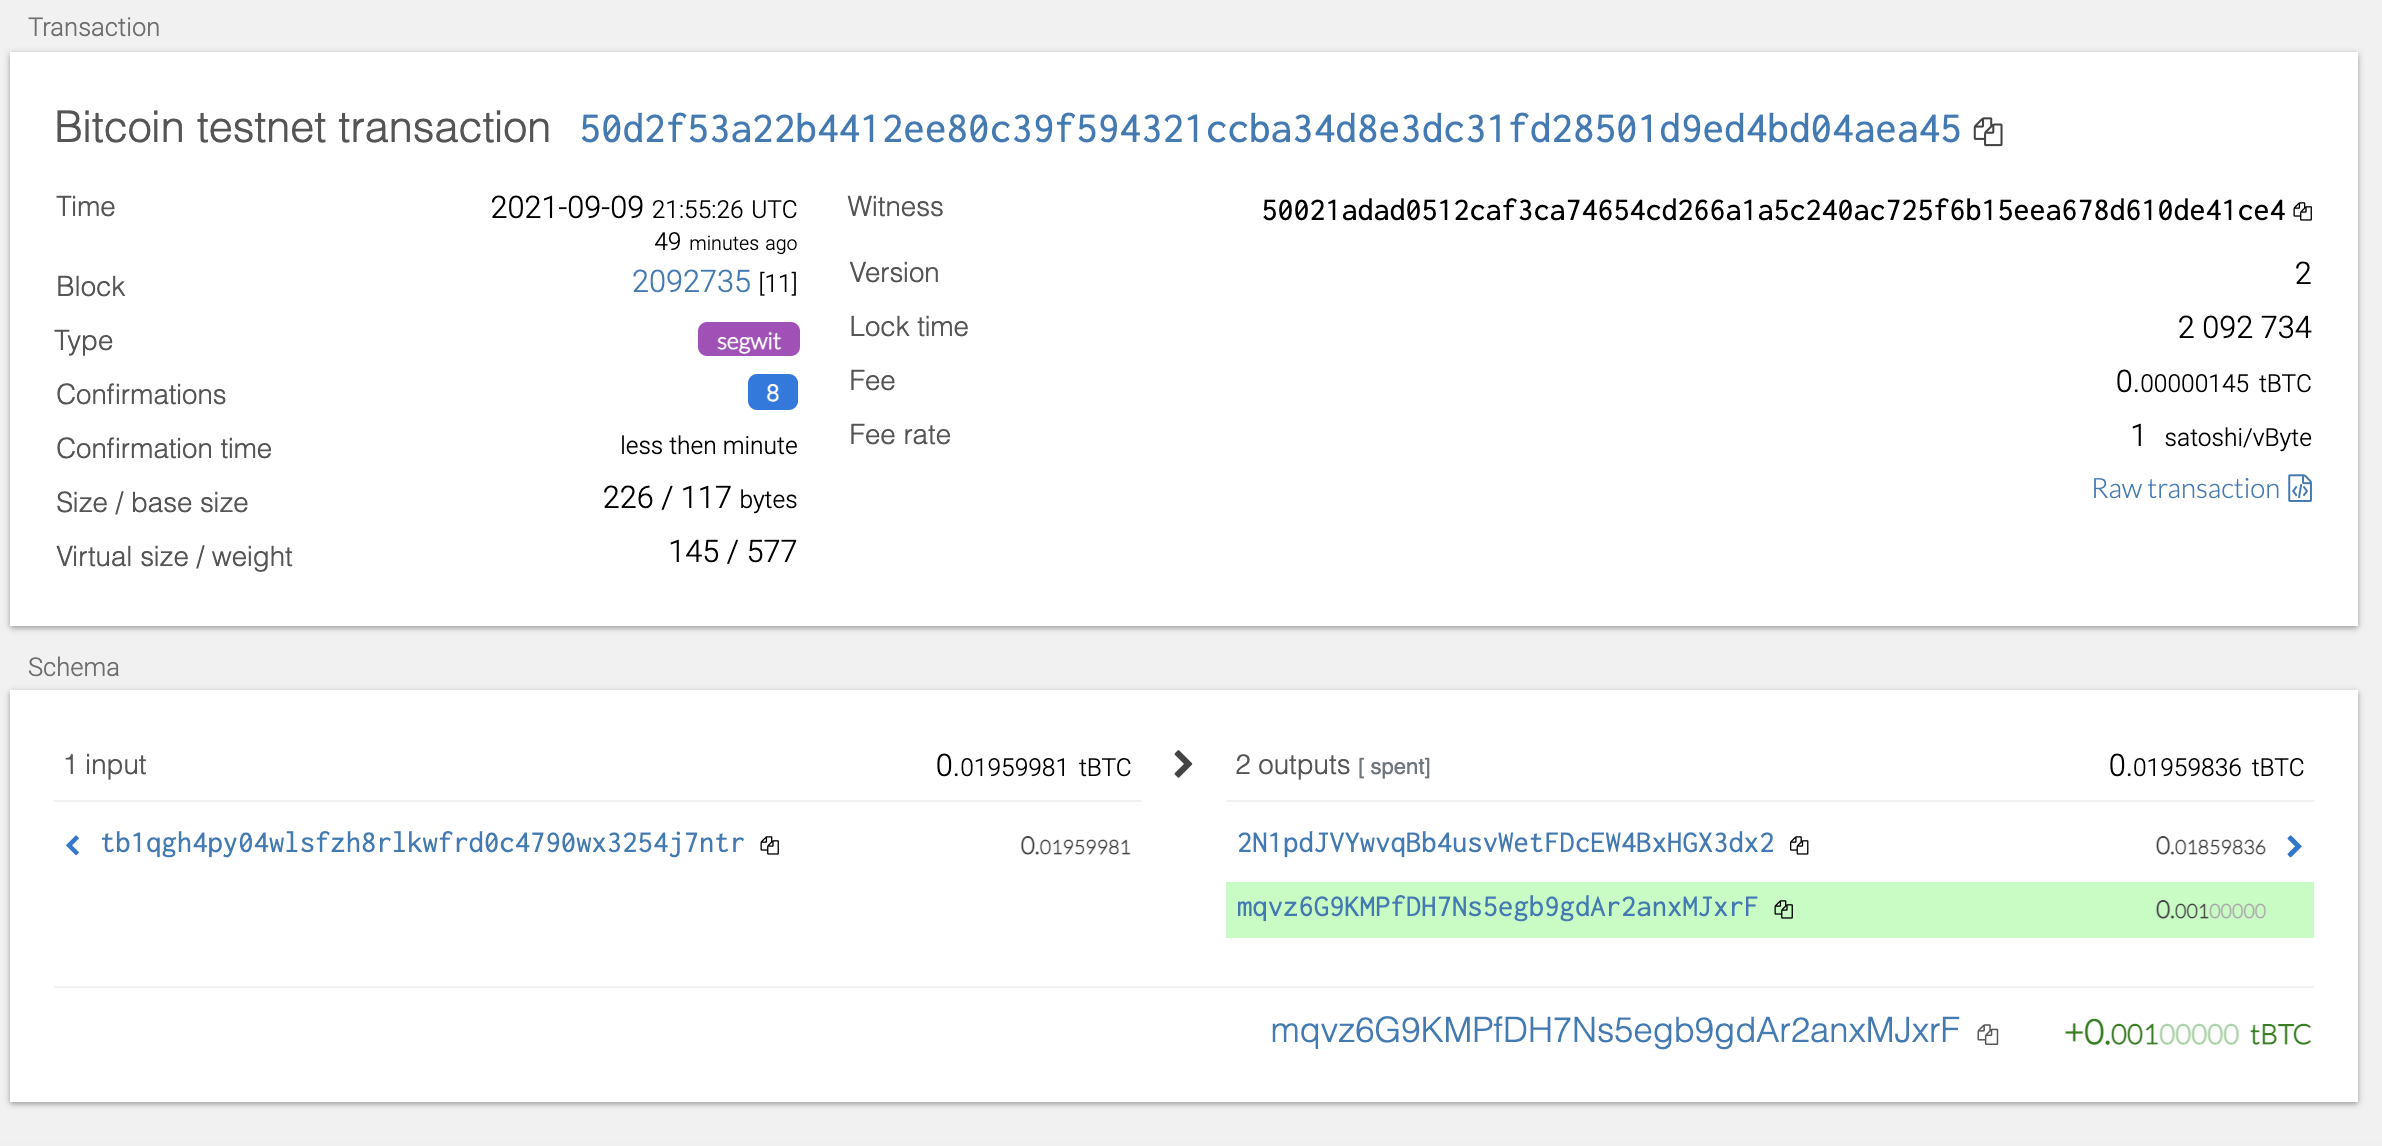 Transaction
Bitcoin testnet transaction 50d2f53a22b4412ee80c39f594321ccba34d8e3dc31fd28501d9ed4bd04aea45
Time 2021-09-09 21:55:26 UTC
49 minutes ago
Block 2092735 [11]
Type segwit
Confirmations 8
Confirmation time less then minute
Size / base size 226 / 117 bytes
Virtual size / weight 145 / 577
Witness 50021adad0512caf3ca74654cd266a1a5c240ac725f6b15eea678d610de41ce4
Version 2
Lock time 2 092 734
Fee 0.00000145 tBTC
Fee rate 1 satoshi/vByte
Raw transaction
Schema
1 input 0.01959981 tBTC
tb1qgh4py04wlsfzh8rlkwfrd0c4790wx3254j7ntr 0.01959981
2 outputs [ spent] 0.01959836 tBTC
2N1pdJVYwvqBb4usvWetFDcEW4BxHGX3dx2 0.01859836
mqvz6G9KMPfDH7Ns5egb9gdAr2anxMJxrF 0.00100000
mqvz6G9KMPfDH7Ns5egb9gdAr2anxMJxrF +0.00100000 tBTC